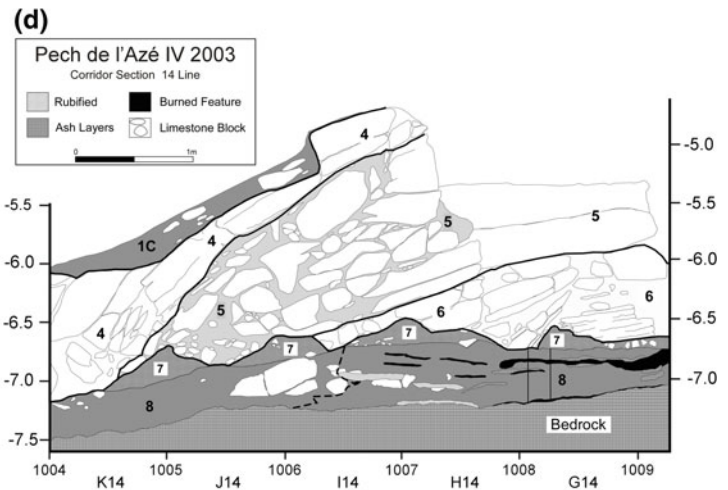 (d)
Pech de l'Azé IV 2003
Corridor Section 14 Line
Rubified
Burned Feature
Ash Layers
Limestone Block
0 1m
4
-5.0
-5.5
4
5
5
-5.5
1C
-6.0
-6.0
4
5
6
6
-6.5
-6.5
7
7
7
7
-7.0
8
8
-7.0
-7.5
Bedrock
1004 1005 1006 1007 1008 1009
K14 J14 I14 H14 G14